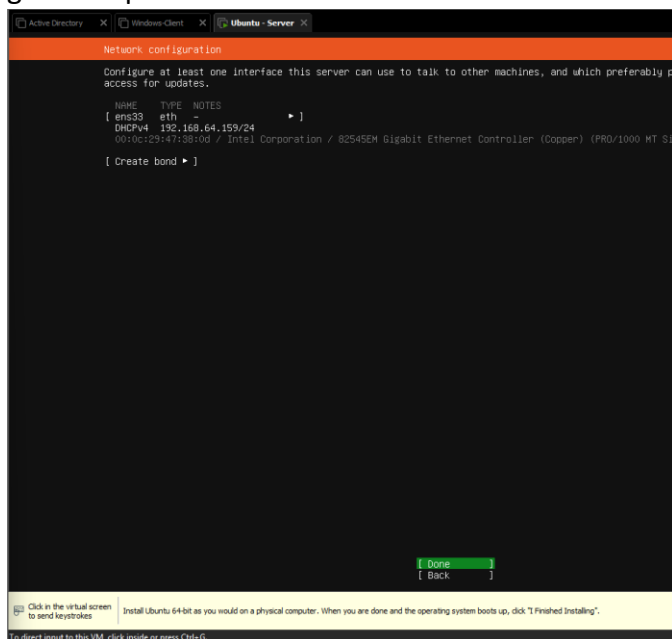 Active Directory Windows-Client Ubuntu - Server
Network configuration
Configure at least one interface this server can use to talk to other machines, and which preferably
access for updates.
NAME TYPE NOTES
[ ens33 eth - ▸ ]
DHCPv4 192.168.64.159/24
00:0c:29:47:38:0d / Intel Corporation / 82545EM Gigabit Ethernet Controller (Copper) (PRO/1000 MT
[ Create bond ▸ ]
[ Done ]
[ Back ]
Click in the virtual screen
to send keystrokes
Install Ubuntu 64-bit as you would on a physical computer. When you are done and the operating system boots up, click "I Finished Installing".
To direct input to this VM, click inside or press Ctrl+G.